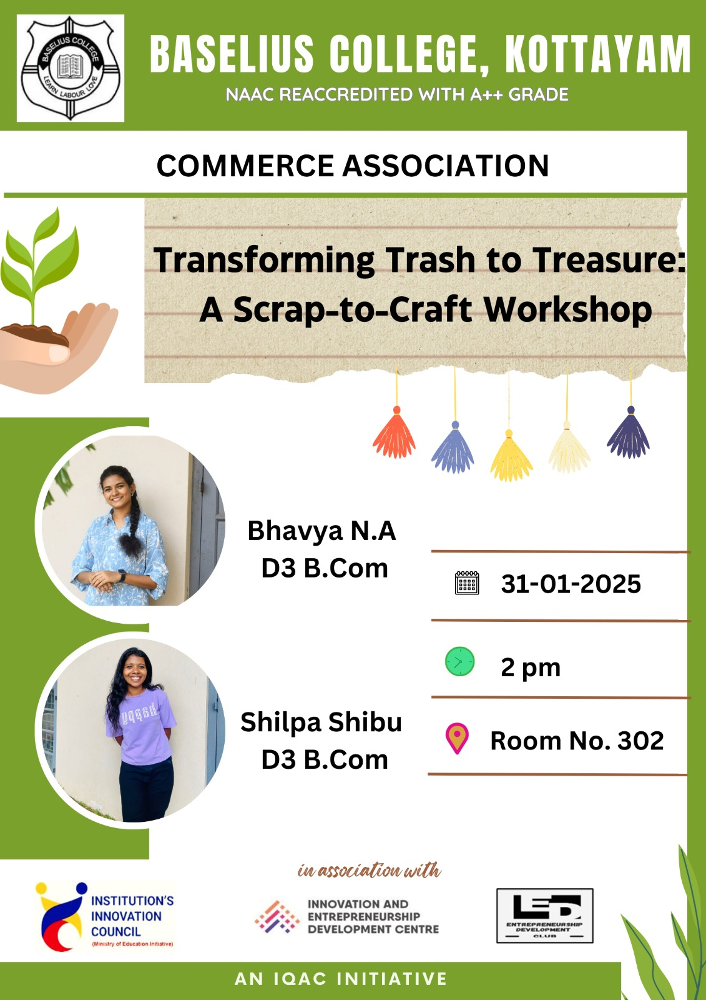 BASELIUS COLLEGE
LEARN LABOUR LOVE
BASELIUS COLLEGE, KOTTAYAM
NAAC REACCREDITED WITH A++ GRADE
COMMERCE ASSOCIATION
Transforming Trash to Treasure:
A Scrap-to-Craft Workshop
Bhavya N.A
D3 B.Com
31-01-2025
2 pm
happy
Shilpa Shibu
D3 B.Com
Room No. 302
in association with
INSTITUTION'S
INNOVATION
COUNCIL
(Ministry of Education Initiative)
INNOVATION AND
ENTREPRENEURSHIP
DEVELOPMENT CENTRE
ED
ENTREPRENEURSHIP
DEVELOPMENT
CLUB
AN IQAC INITIATIVE